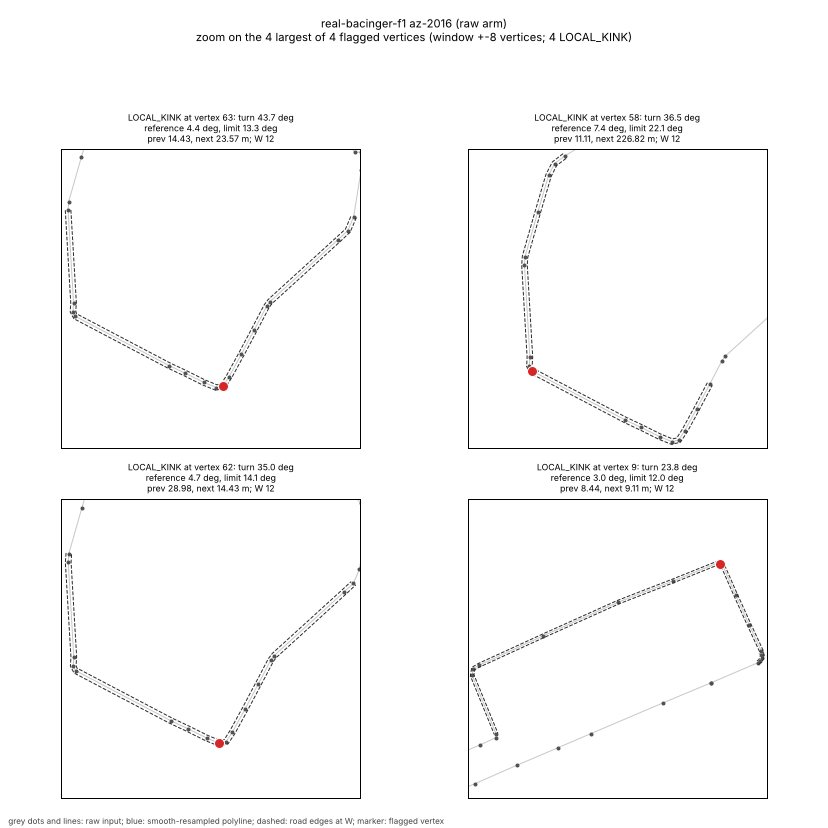 real-bacinger-f1 az-2016 (raw arm)
zoom on the 4 largest of 4 flagged vertices (window +-8 vertices; 4 LOCAL_KINK)
LOCAL_KINK at vertex 63: turn 43.7 deg
reference 4.4 deg, limit 13.3 deg
prev 14.43, next 23.57 m; W 12
LOCAL_KINK at vertex 58: turn 36.5 deg
reference 7.4 deg, limit 22.1 deg
prev 11.11, next 226.82 m; W 12
LOCAL_KINK at vertex 62: turn 35.0 deg
reference 4.7 deg, limit 14.1 deg
prev 28.98, next 14.43 m; W 12
LOCAL_KINK at vertex 9: turn 23.8 deg
reference 3.0 deg, limit 12.0 deg
prev 8.44, next 9.11 m; W 12
grey dots and lines: raw input; blue: smooth-resampled polyline; dashed: road edges at W; marker: flagged vertex